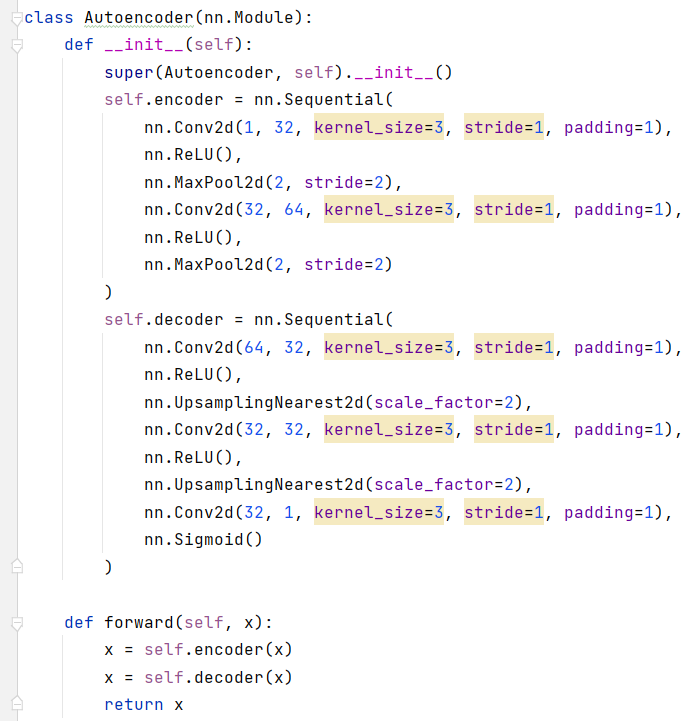 class Autoencoder(nn.Module):
    def __init__(self):
        super(Autoencoder, self).__init__()
        self.encoder = nn.Sequential(
            nn.Conv2d(1, 32, kernel_size=3, stride=1, padding=1),
            nn.ReLU(),
            nn.MaxPool2d(2, stride=2),
            nn.Conv2d(32, 64, kernel_size=3, stride=1, padding=1),
            nn.ReLU(),
            nn.MaxPool2d(2, stride=2)
        )
        self.decoder = nn.Sequential(
            nn.Conv2d(64, 32, kernel_size=3, stride=1, padding=1),
            nn.ReLU(),
            nn.UpsamplingNearest2d(scale_factor=2),
            nn.Conv2d(32, 32, kernel_size=3, stride=1, padding=1),
            nn.ReLU(),
            nn.UpsamplingNearest2d(scale_factor=2),
            nn.Conv2d(32, 1, kernel_size=3, stride=1, padding=1),
            nn.Sigmoid()
        )

    def forward(self, x):
        x = self.encoder(x)
        x = self.decoder(x)
        return x